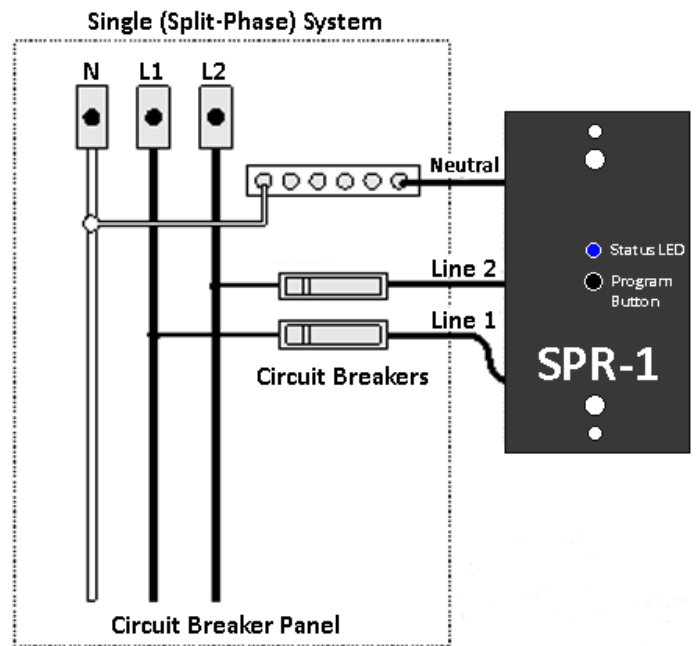 Single (Split-Phase) System
N L1 L2
Neutral
Status LED
Line 2
Program
Button
Line 1
SPR-1
Circuit Breakers
Circuit Breaker Panel